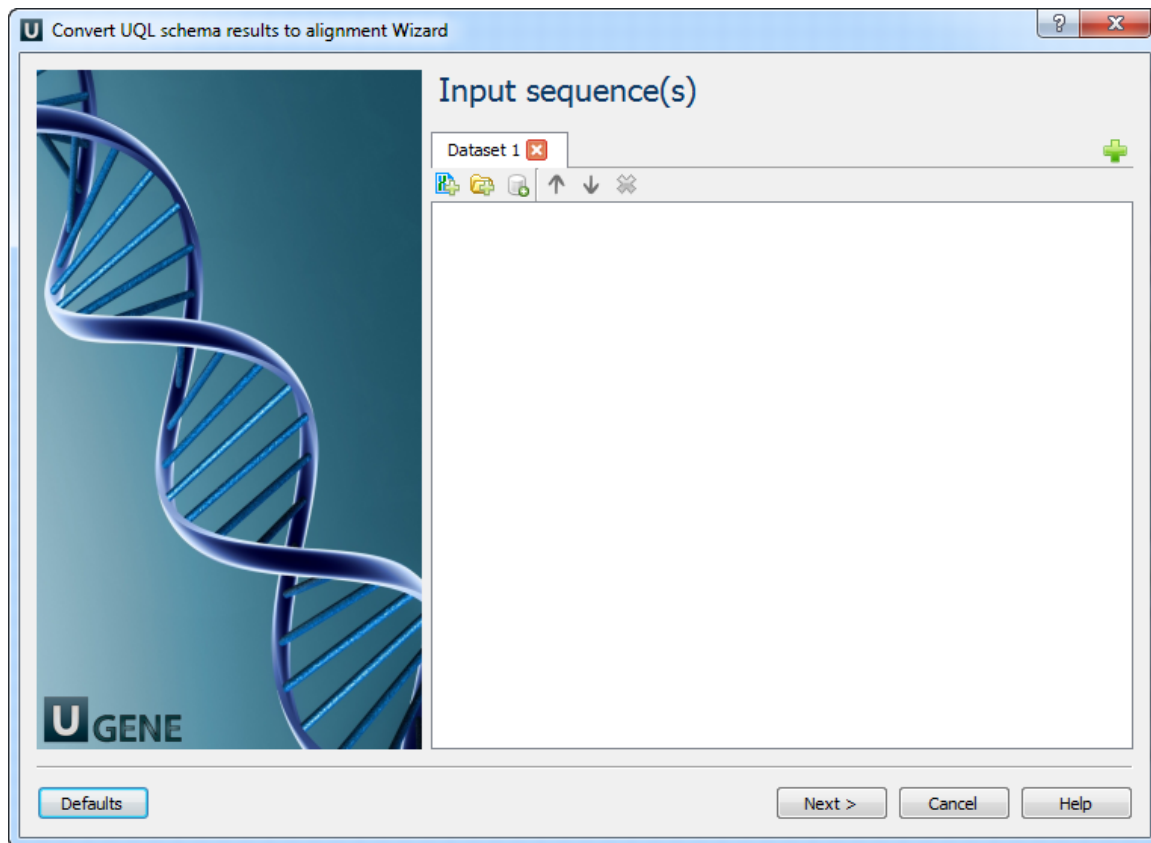 U Convert UQL schema results to alignment Wizard
?
Input sequence(s)
Dataset 1
U GENE
Defaults
Next >
Cancel
Help